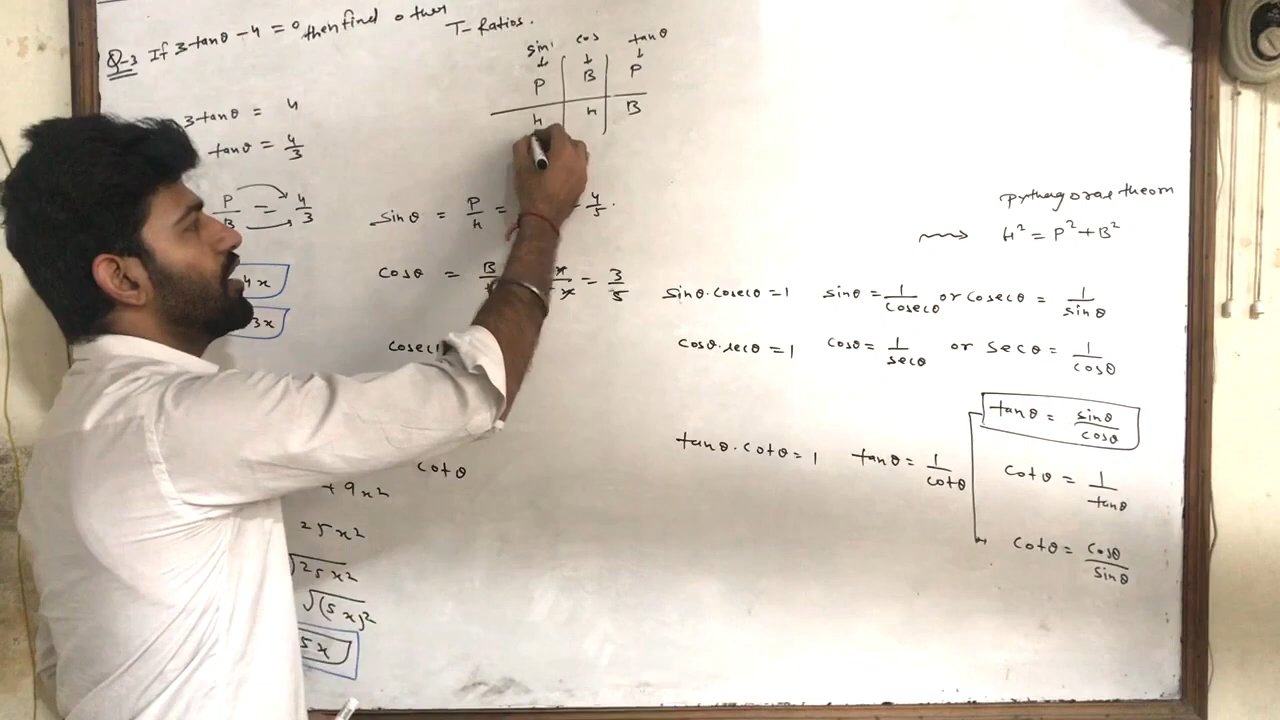 Q-3 If 3tanθ - 4 = 0 then find other T-Ratios.
3tanθ = 4
tanθ = 4/3
P/B = 4/3
4x
3x
+ 9x²
25x²
√25x²
√(5x)²
5x
sin cos tanθ
↓ ↓ ↓
P B P
h h B
sinθ = P/h = 4/5.
cosθ = B = 3/5
cosec
cotθ
Pythagoras theorm
H² = P² + B²
sinθ.cosecθ = 1 sinθ = 1/cosecθ or cosecθ = 1/sinθ
cosθ.secθ = 1 cosθ = 1/secθ or secθ = 1/cosθ
tanθ = sinθ/cosθ
tanθ.cotθ = 1 tanθ = 1/cotθ cotθ = 1/tanθ
cotθ = cosθ/sinθ